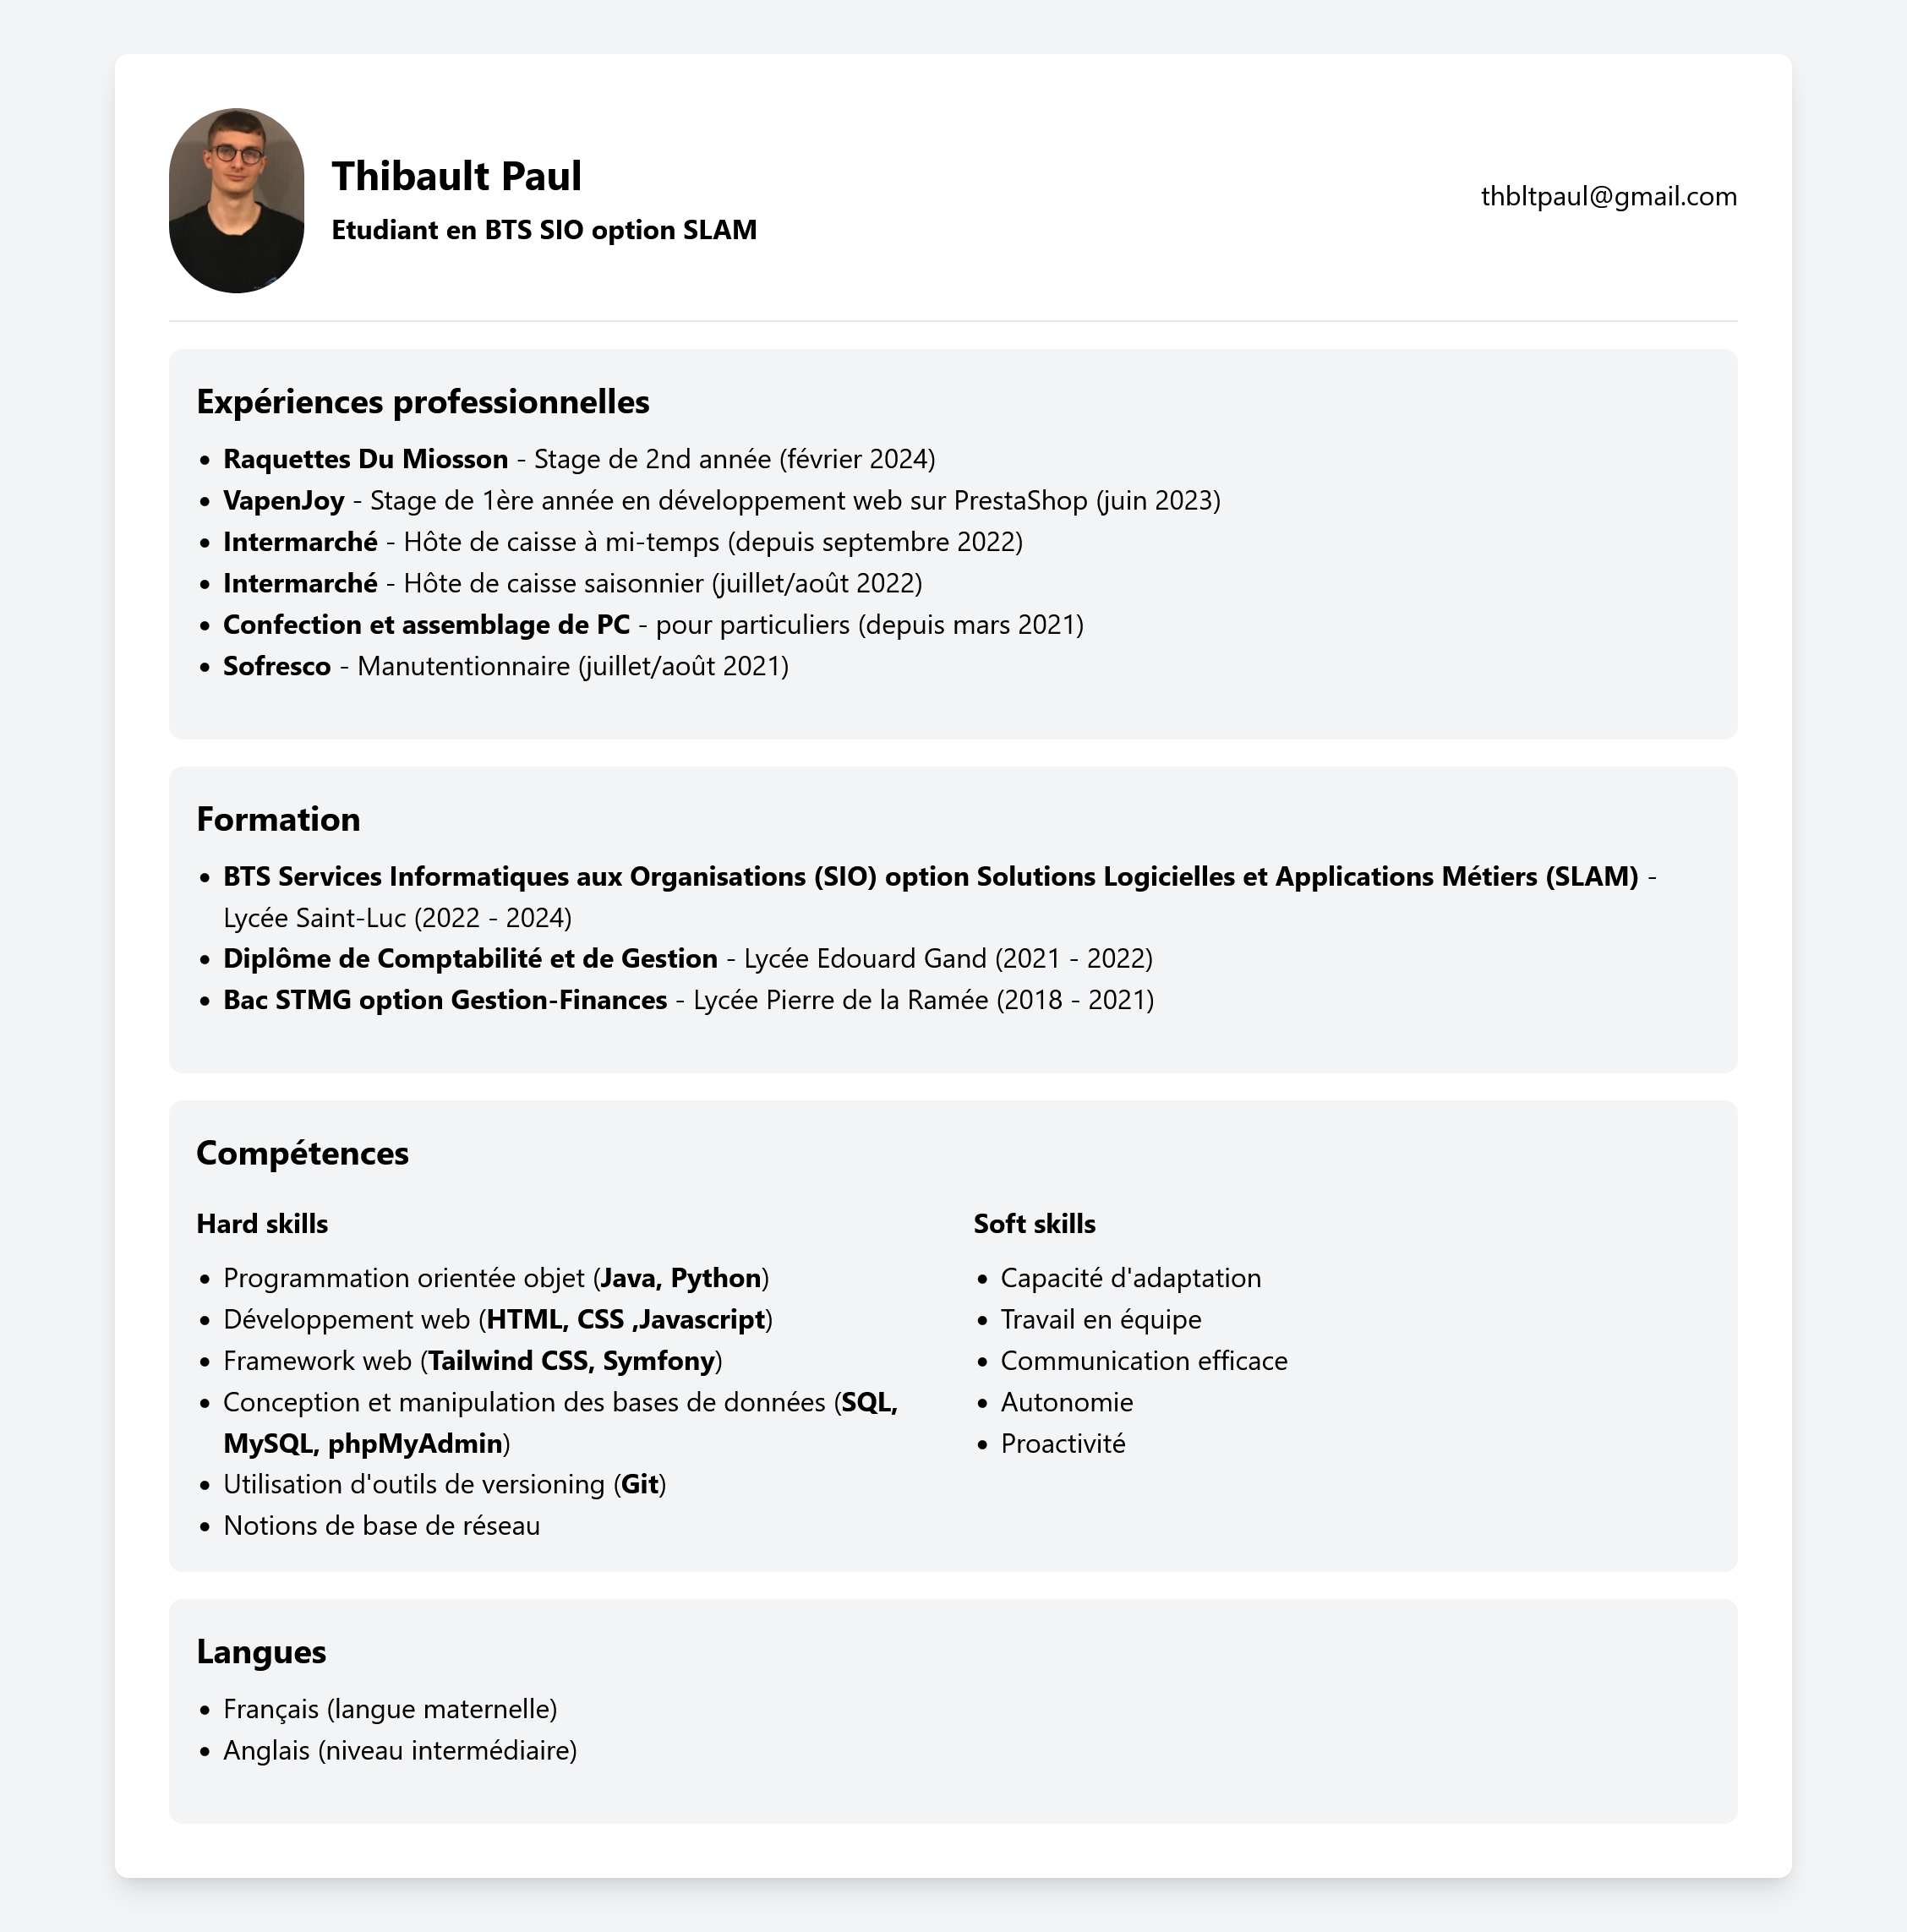 Thibault Paul
Etudiant en BTS SIO option SLAM
thbltpaul@gmail.com
Expériences professionnelles
• Raquettes Du Miosson - Stage de 2nd année (février 2024)
• VapenJoy - Stage de 1ère année en développement web sur PrestaShop (juin 2023)
• Intermarché - Hôte de caisse à mi-temps (depuis septembre 2022)
• Intermarché - Hôte de caisse saisonnier (juillet/août 2022)
• Confection et assemblage de PC - pour particuliers (depuis mars 2021)
• Sofresco - Manutentionnaire (juillet/août 2021)
Formation
• BTS Services Informatiques aux Organisations (SIO) option Solutions Logicielles et Applications Métiers (SLAM) -
Lycée Saint-Luc (2022 - 2024)
• Diplôme de Comptabilité et de Gestion - Lycée Edouard Gand (2021 - 2022)
• Bac STMG option Gestion-Finances - Lycée Pierre de la Ramée (2018 - 2021)
Compétences
Hard skills
• Programmation orientée objet (Java, Python)
• Développement web (HTML, CSS ,Javascript)
• Framework web (Tailwind CSS, Symfony)
• Conception et manipulation des bases de données (SQL,
MySQL, phpMyAdmin)
• Utilisation d'outils de versioning (Git)
• Notions de base de réseau
Soft skills
• Capacité d'adaptation
• Travail en équipe
• Communication efficace
• Autonomie
• Proactivité
Langues
• Français (langue maternelle)
• Anglais (niveau intermédiaire)